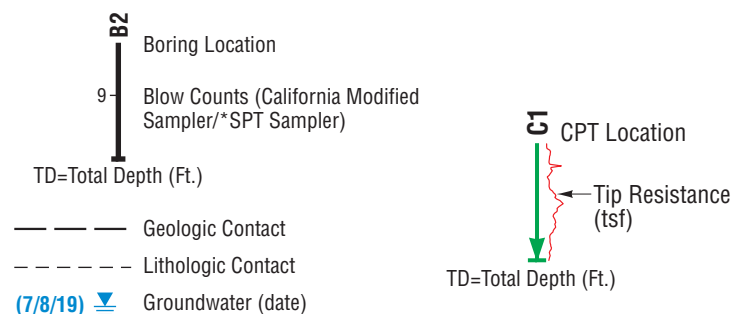 B2
Boring Location
9
Blow Counts (California Modified
Sampler/*SPT Sampler)
TD=Total Depth (Ft.)
Geologic Contact
Lithologic Contact
(7/8/19)
Groundwater (date)
C1
CPT Location
Tip Resistance
(tsf)
TD=Total Depth (Ft.)